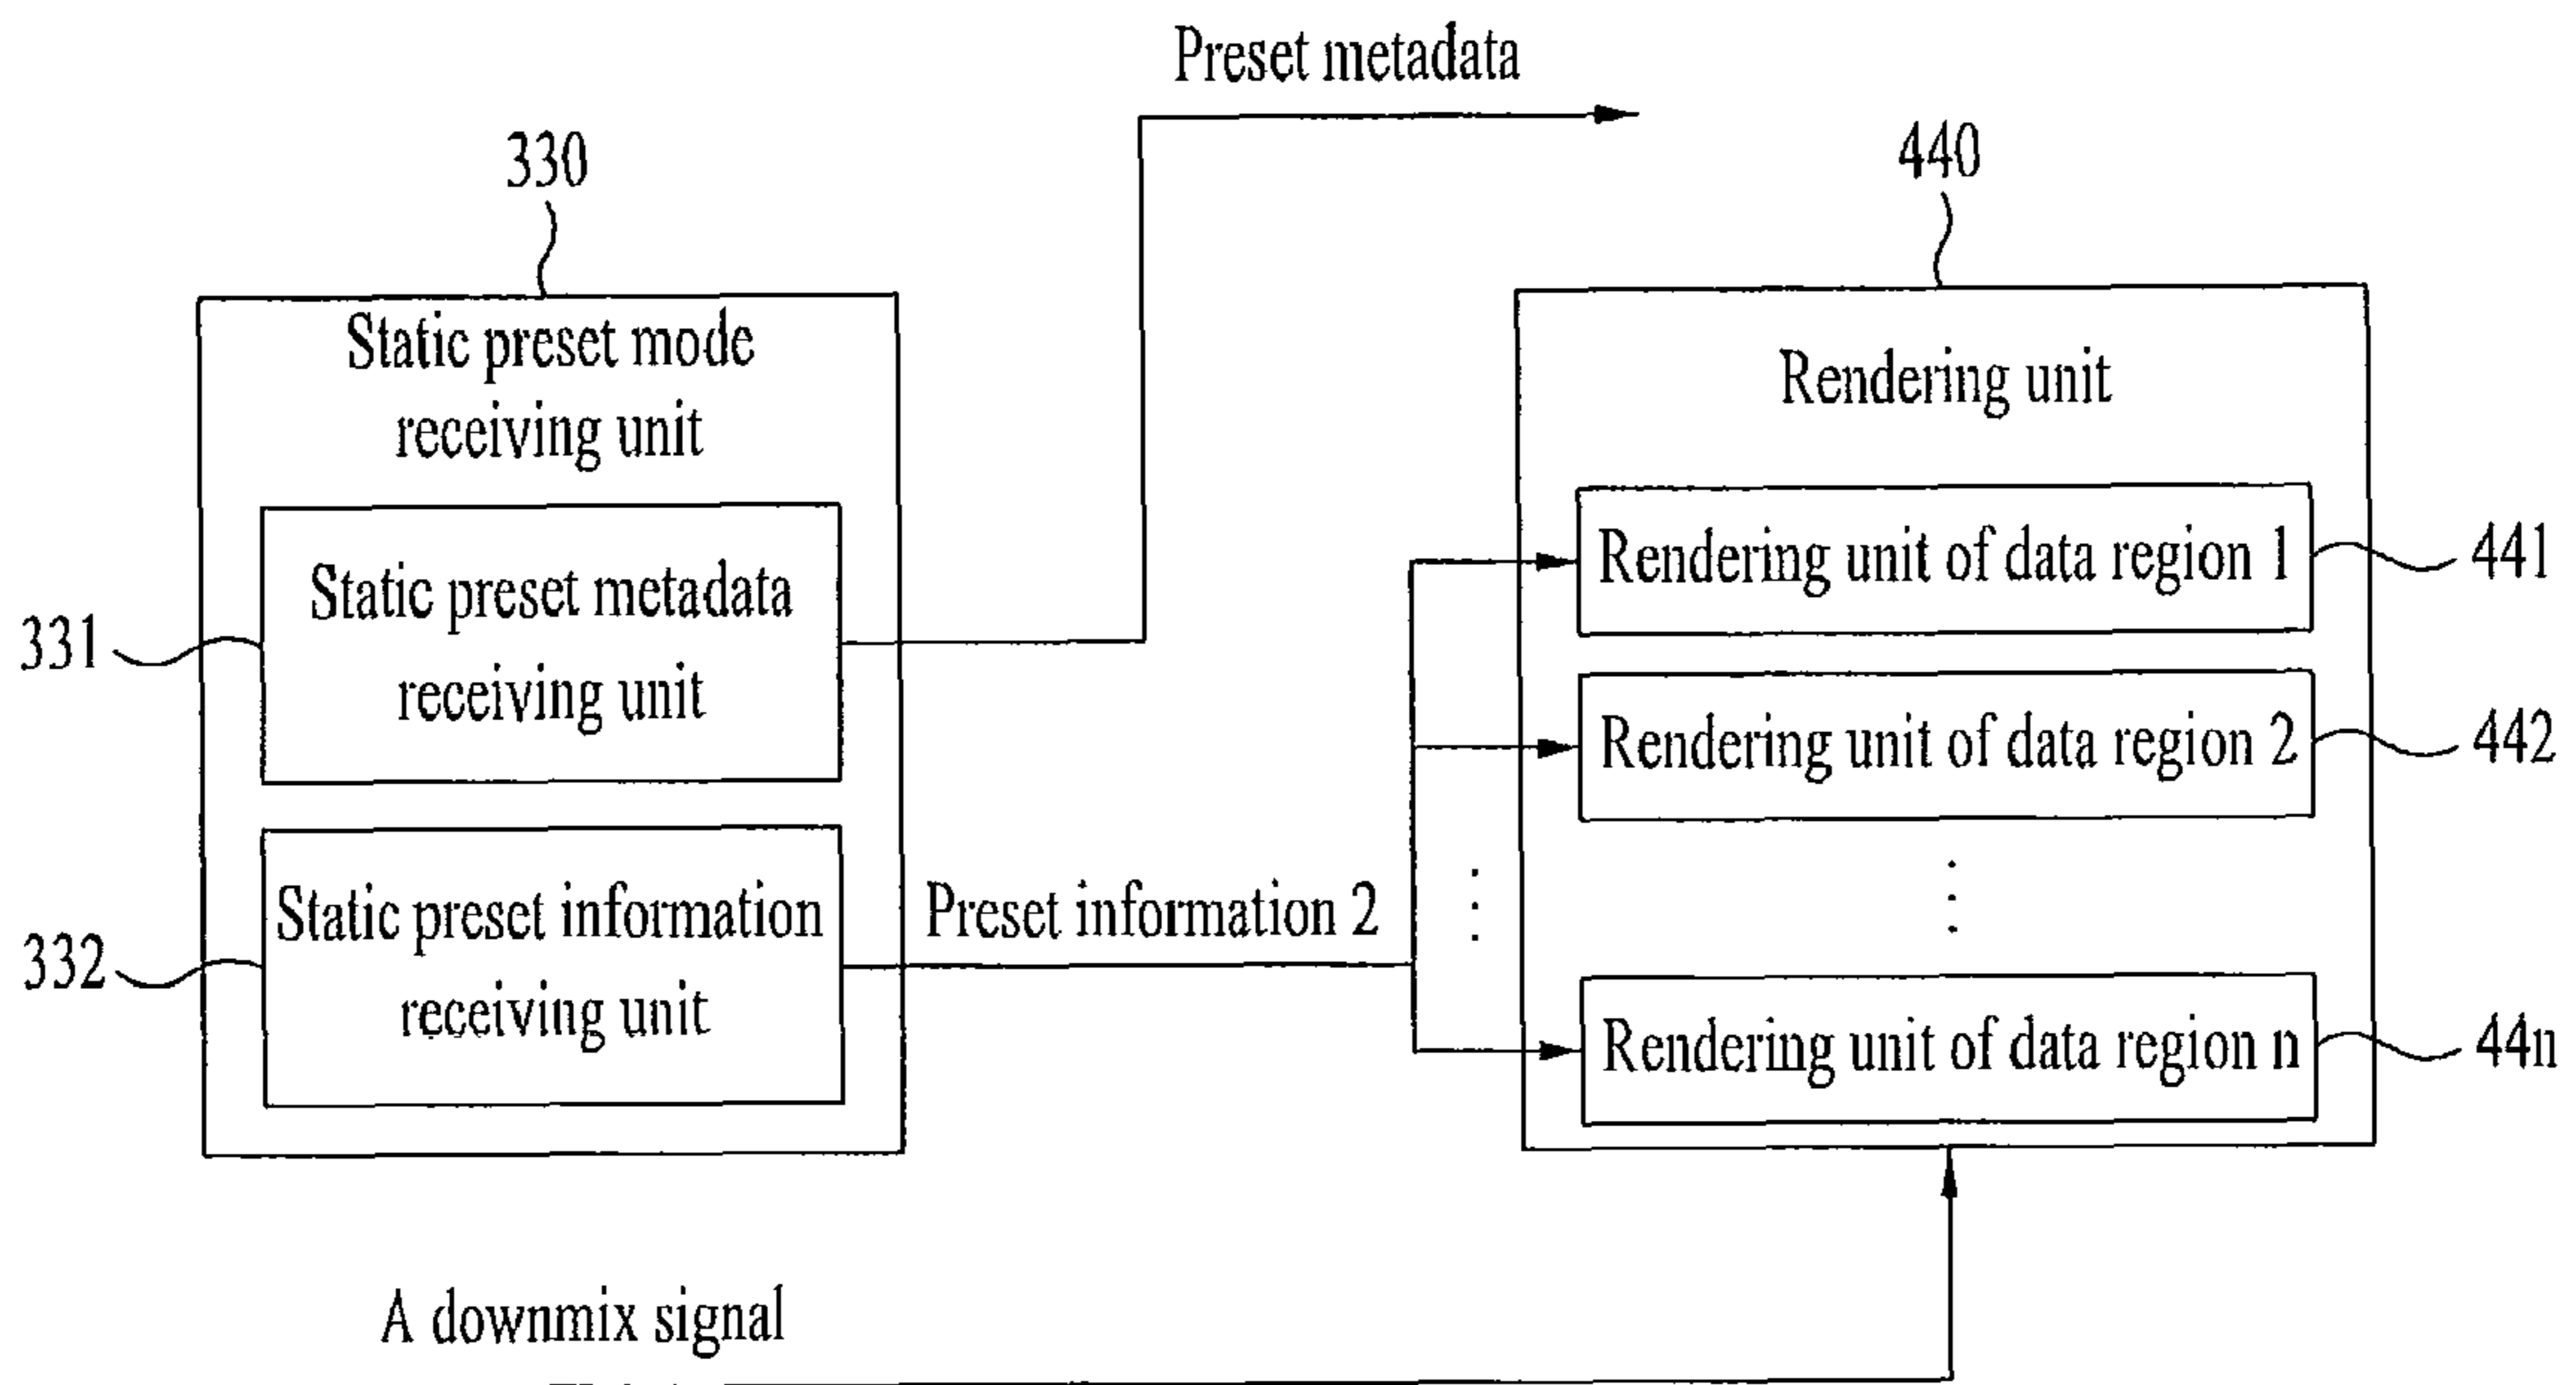 Preset metadata
330
440
Static preset mode
receiving unit
Rendering unit
Static preset metadata
receiving unit
331
Rendering unit of data region 1
441
Rendering unit of data region 2
442
Static preset information
receiving unit
332
Preset information 2
Rendering unit of data region n
44n
A downmix signal